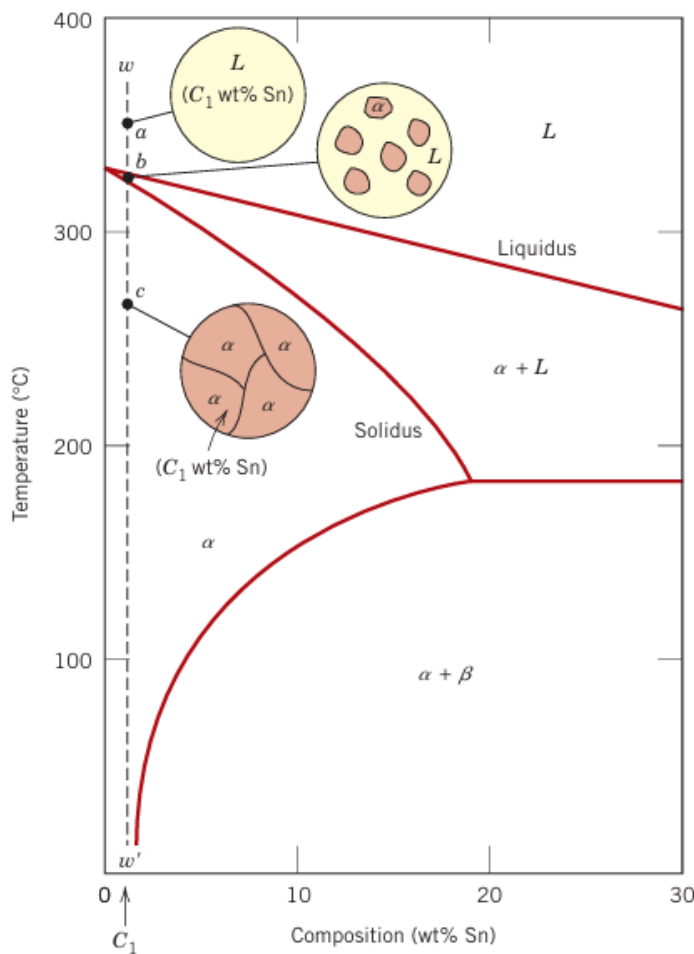 400
w
L
(C₁ wt% Sn)
a
α
L
L
b
300
Liquidus
c
α
α
α + L
α
α
Solidus
200
(C₁ wt% Sn)
Temperature (°C)
α
100
α + β
w′
0
10
20
30
C₁
Composition (wt% Sn)